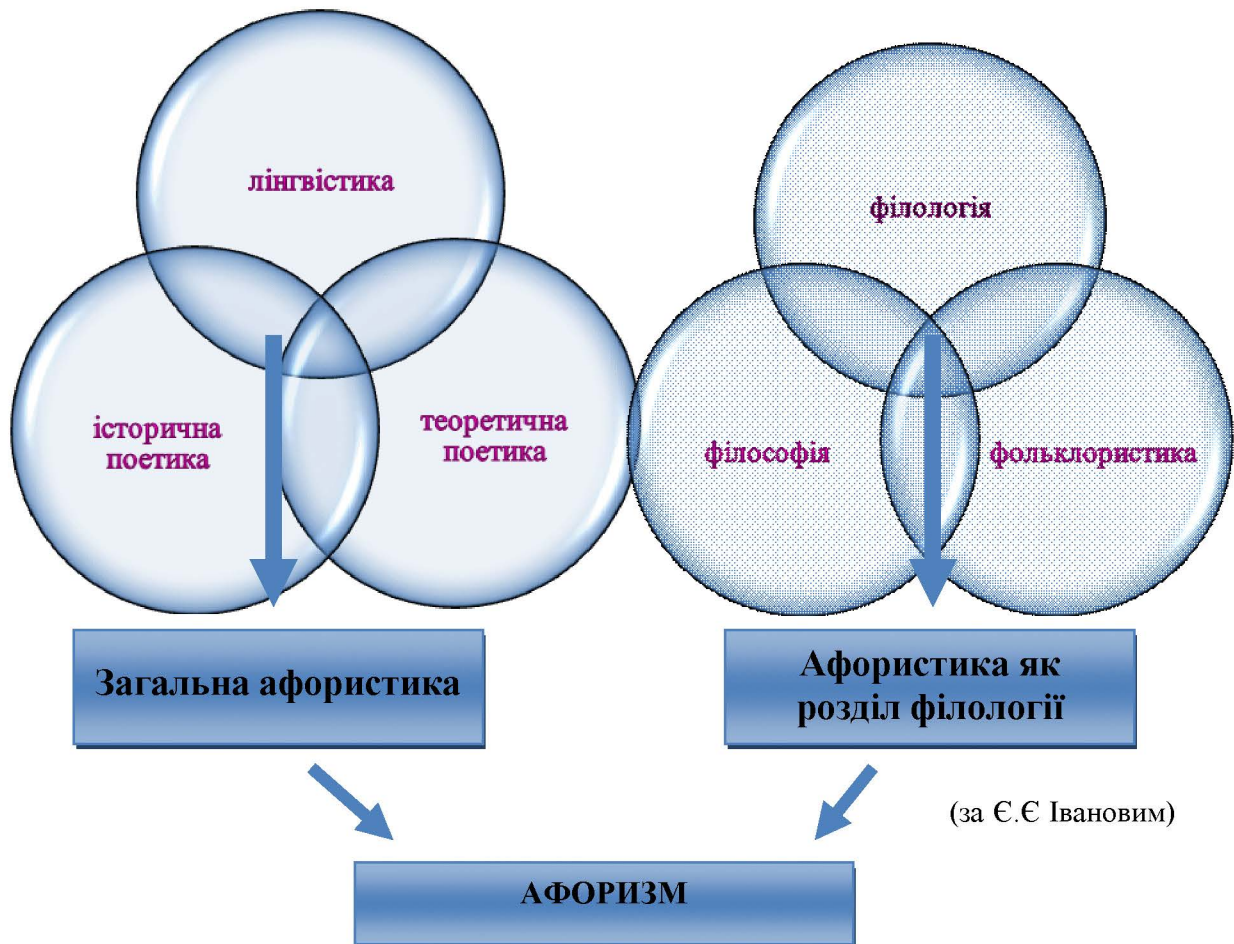 лінгвістика
історична
поетика
теоретична
поетика
філологія
філософія
фольклористика
Загальна афористика
Афористика як
розділ філології
(за Є.Є Івановим)
АФОРИЗМ